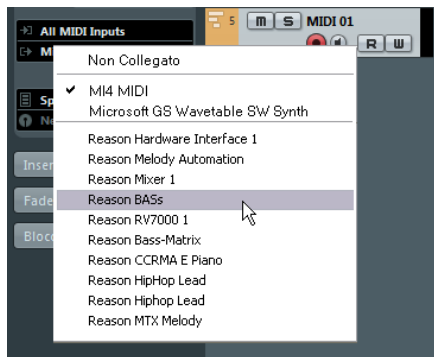 All MIDI Inputs
5 m S MIDI 01
R W
Non Collegato
✔ MI4 MIDI
Microsoft GS Wavetable SW Synth
Reason Hardware Interface 1
Reason Melody Automation
Reason Mixer 1
Reason BASs
Reason RV7000 1
Reason Bass-Matrix
Reason CCRMA E Piano
Reason HipHop Lead
Reason Hiphop Lead
Reason MTX Melody